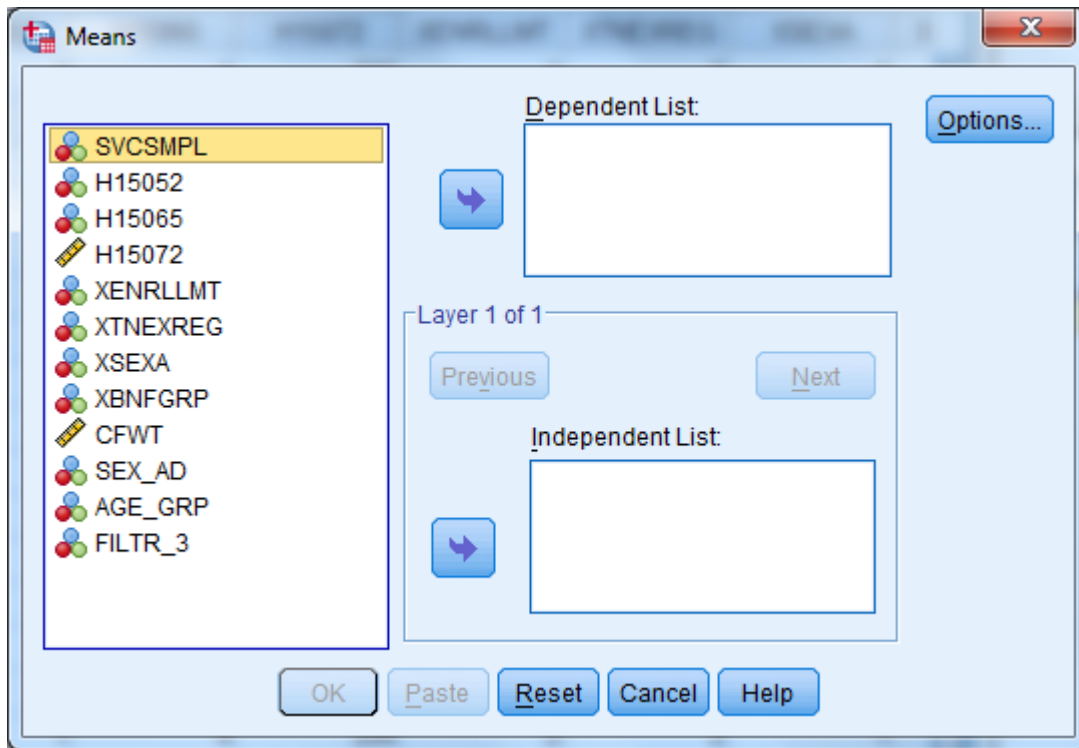 Means
SVCSMPL
H15052
H15065
H15072
XENRLLMT
XTNEXREG
XSEXA
XBNFGRP
CFWT
SEX_AD
AGE_GRP
FILTR_3
Dependent List:
Options...
Layer 1 of 1
Previous
Next
Independent List:
OK
Paste
Reset
Cancel
Help